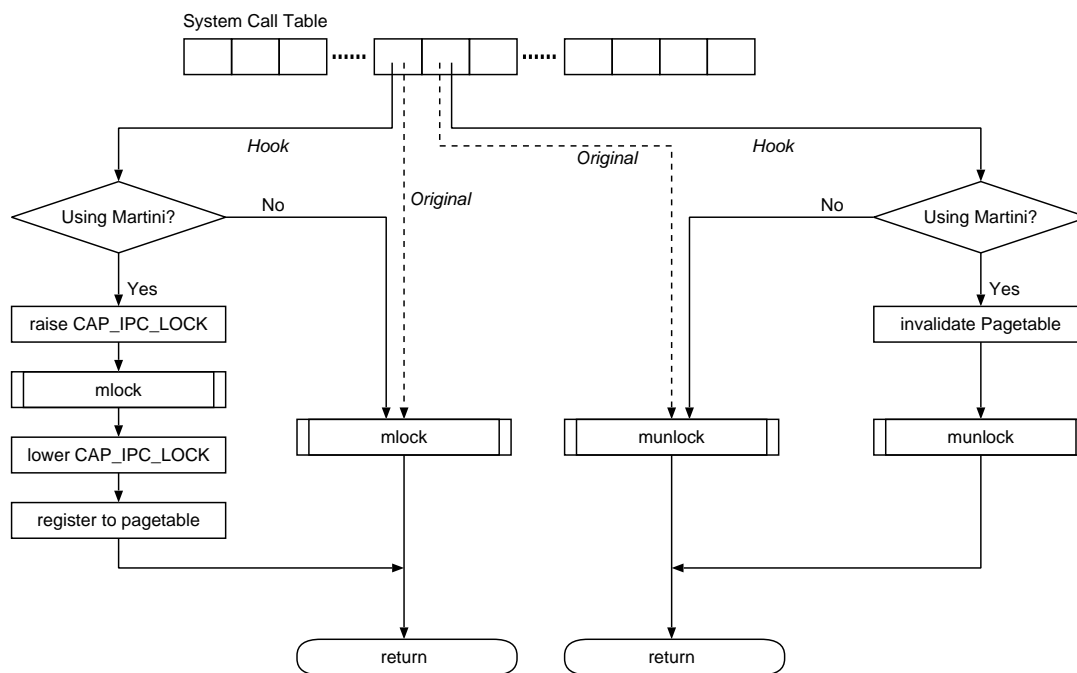 System Call Table
Hook
Original
Hook
Original
Using Martini?
No
No
Using Martini?
Yes
Yes
raise CAP_IPC_LOCK
invalidate Pagetable
mlock
mlock
munlock
munlock
lower CAP_IPC_LOCK
register to pagetable
return
return